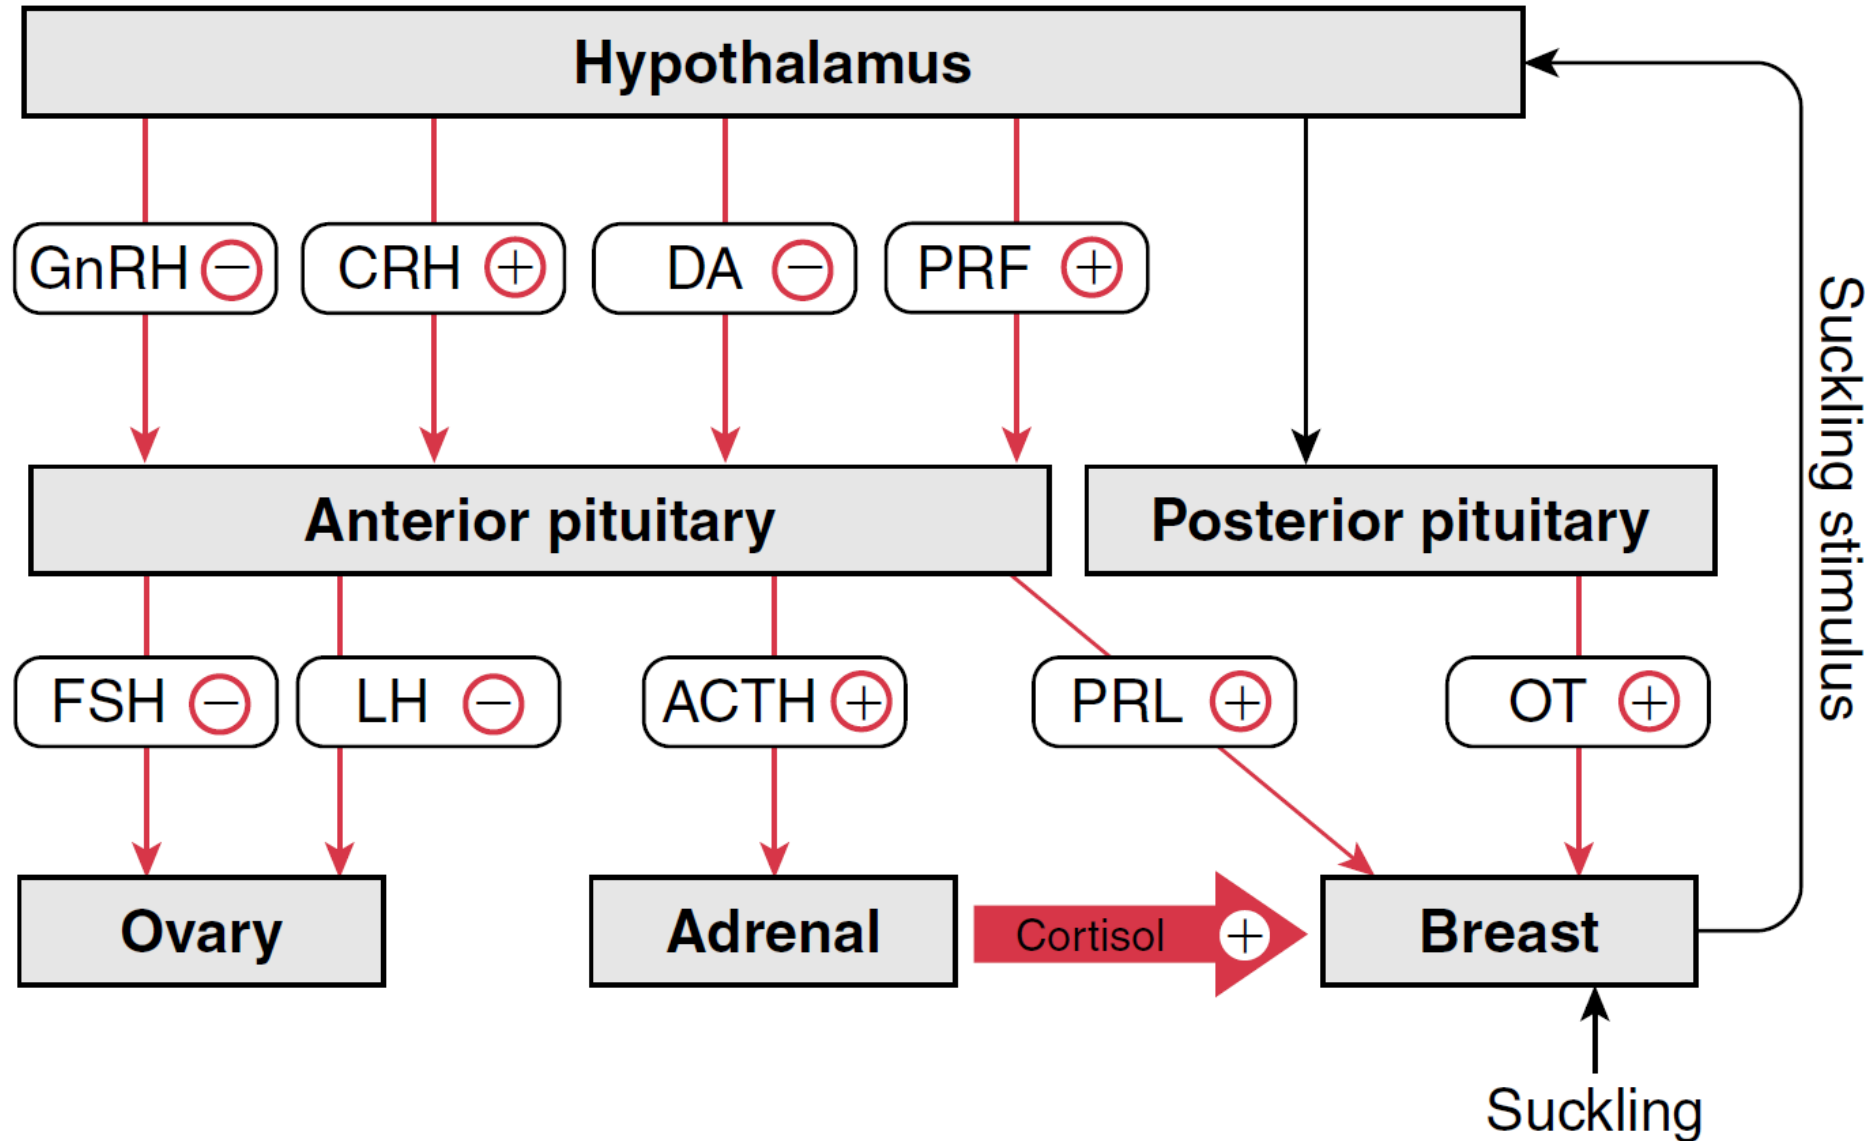 Hypothalamus
GnRH −
CRH +
DA −
PRF +
Suckling stimulus
Anterior pituitary
Posterior pituitary
FSH −
LH −
ACTH +
PRL +
OT +
Ovary
Adrenal
Cortisol +
Breast
Suckling